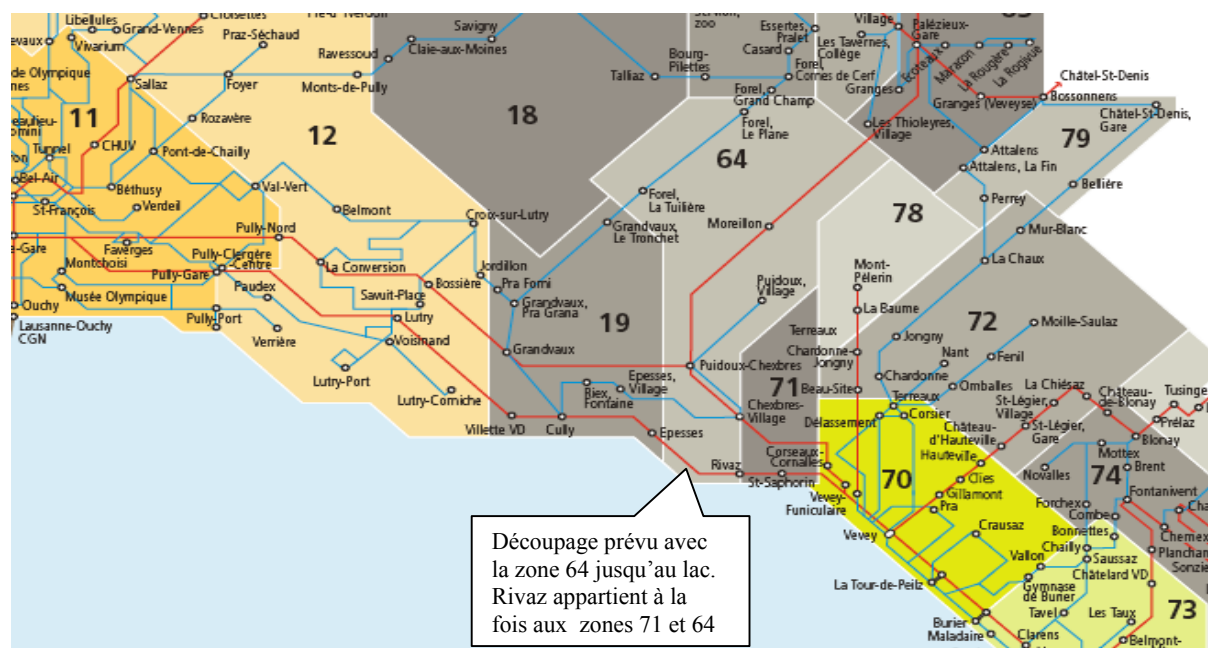 Libellules
Grand-Vennes
Croisettes
Vivarium
Praz-Séchaud
Savigny
Ravessoud
Claie-aux-Moines
Monts-de-Pully
Sallaz
Foyer
Rozavère
11
12
18
CHUV
Tunnel
Pont-de-Chailly
Bel-Air
Béthusy
Val-Vert
Verdeil
St-François
Belmont
Croix-sur-Lutry
Pully-Nord
Faverges
Pully-Clergère
-Centre
Montchoisi
Pully-Gare
La Conversion
Jordillon
Paudex
Savuit-Place
Bossière
Pra Forni
Musée Olympique
Ouchy
Lausanne-Ouchy
CGN
Pully-Port
Verrière
Lutry
Voisinand
Lutry-Port
Lutry-Corniche
Grandvaux,
Pra Grana
Grandvaux
19
Villette VD
Cully
Riex,
Fontaine
Epesses,
Village
Epesses
Essertes,
Pralet
Village
Palézieux-
Gare
zoo
Casard
Les Tavernes,
Collège
Bourg-
Pilettes
Talliaz
Forel,
Cornes de Cerf
Forel,
Grand Champ
Forel,
Le Plane
Ecoteaux
Maracon
La Rougère
La Rogivue
Granges
Granges (Veveyse)
Châtel-St-Denis
Bossonnens
Châtel-St-Denis,
Gare
Les Thioleyres,
Village
64
79
Attalens
Attalens, La Fin
Bellière
Perrey
Forel,
La Tuilière
Grandvaux,
Le Tronchet
Moreillon
78
Mur-Blanc
La Chaux
Mont-
Pèlerin
Puidoux,
Village
La Baume
Terreaux
Chardonne-
Jongny
Puidoux-Chexbres
71
Beau-Site
Chexbres-
Village
Rivaz
St-Saphorin
72
Moille-Saulaz
Jongny
Nant
Fenil
Chardonne
Omballes
La Chiésaz
Château-
de-Blonay
Tusinge
Terreaux
Corsier
St-Légier,
Village
St-Légier,
Gare
Prélaz
Blonay
Délassement
Château-
d'Hauteville
Hauteville
Mottex
Corseaux-
Cornalles
70
Clies
Gilamont
Pra
Novalles
74
Brent
Fontanivent
Vevey-
Funiculaire
Forchex
Combe
Crausaz
Bonnettes
Chernex
Vevey
Vallon
Chailly
Saussaz
Planchamp
Sonzier
Châtelard VD
La Tour-de-Peilz
Gymnase
de Burier
Tavel
Les Taux
73
Burier
Maladaire
Clarens
Belmont-
Découpage prévu avec
la zone 64 jusqu'au lac.
Rivaz appartient à la
fois aux zones 71 et 64